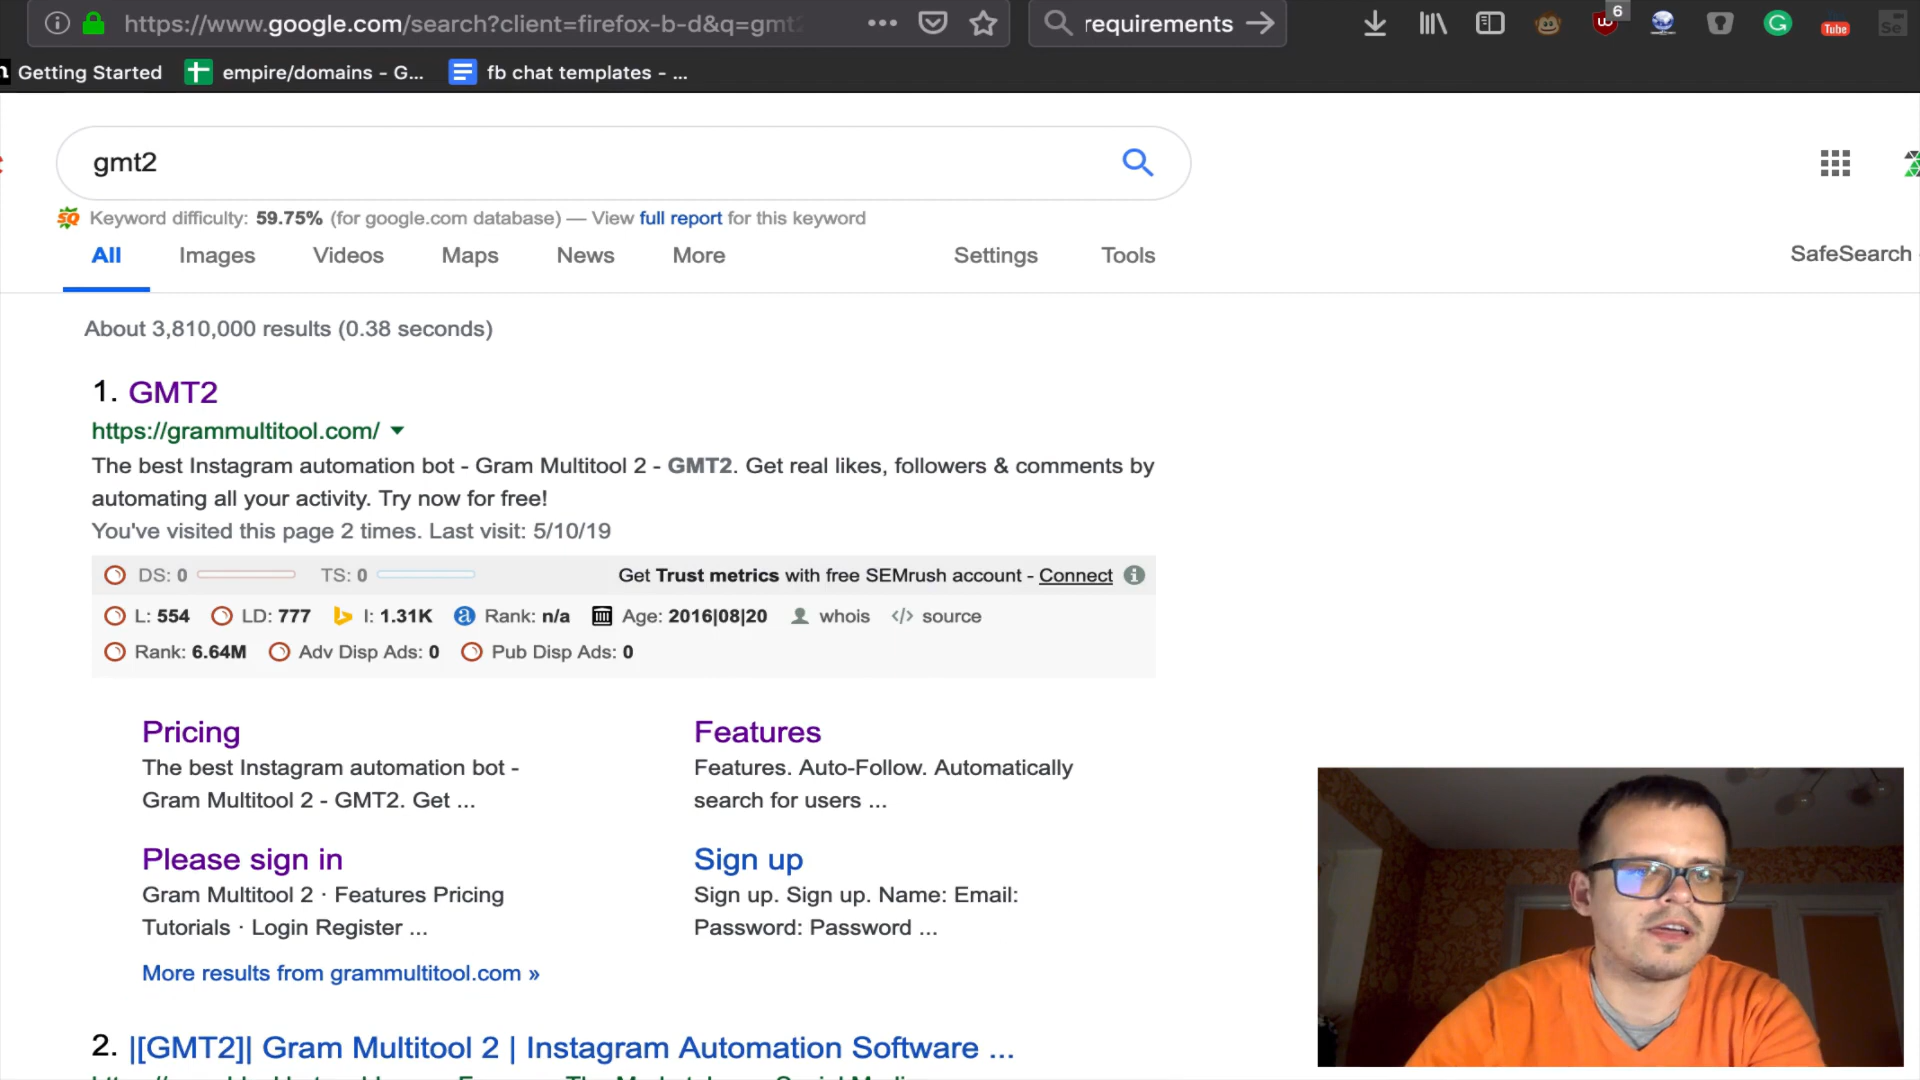 https://www.google.com/search?client=firefox-b-d&q=gmt
requirements
6
Tube
Se
Getting Started
empire/domains - G...
fb chat templates - ...
gmt2
SQ Keyword difficulty: 59.75% (for google.com database) — View full report for this keyword
All Images Videos Maps News More Settings Tools
SafeSearch
About 3,810,000 results (0.38 seconds)
1. GMT2
https://grammultitool.com/
The best Instagram automation bot - Gram Multitool 2 - GMT2. Get real likes, followers & comments by
automating all your activity. Try now for free!
You've visited this page 2 times. Last visit: 5/10/19
DS: 0 TS: 0 Get Trust metrics with free SEMrush account - Connect
L: 554 LD: 777 I: 1.31K Rank: n/a Age: 2016|08|20 whois </> source
Rank: 6.64M Adv Disp Ads: 0 Pub Disp Ads: 0
Pricing
The best Instagram automation bot -
Gram Multitool 2 - GMT2. Get ...
Features
Features. Auto-Follow. Automatically
search for users ...
Please sign in
Gram Multitool 2 · Features Pricing
Tutorials · Login Register ...
Sign up
Sign up. Sign up. Name: Email:
Password: Password ...
More results from grammultitool.com »
2. |[GMT2]| Gram Multitool 2 | Instagram Automation Software ...